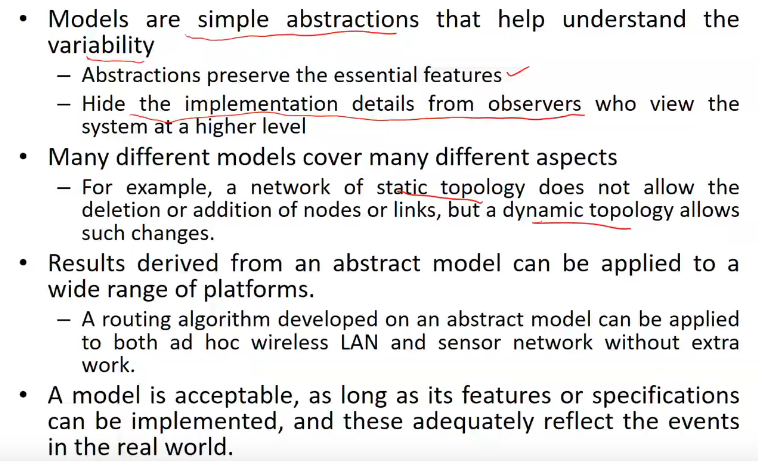 • Models are simple abstractions that help understand the
variability
– Abstractions preserve the essential features
– Hide the implementation details from observers who view the
system at a higher level
• Many different models cover many different aspects
– For example, a network of static topology does not allow the
deletion or addition of nodes or links, but a dynamic topology allows
such changes.
• Results derived from an abstract model can be applied to a
wide range of platforms.
– A routing algorithm developed on an abstract model can be applied
to both ad hoc wireless LAN and sensor network without extra
work.
• A model is acceptable, as long as its features or specifications
can be implemented, and these adequately reflect the events
in the real world.